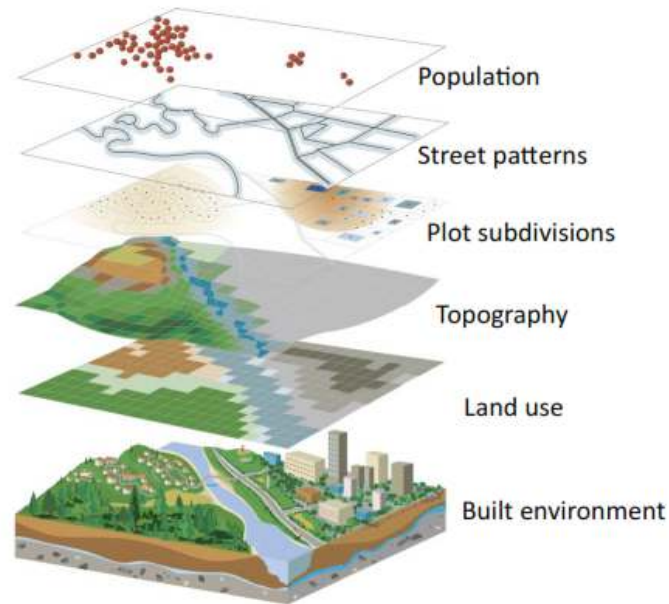 Population
Street patterns
Plot subdivisions
Topography
Land use
Built environment